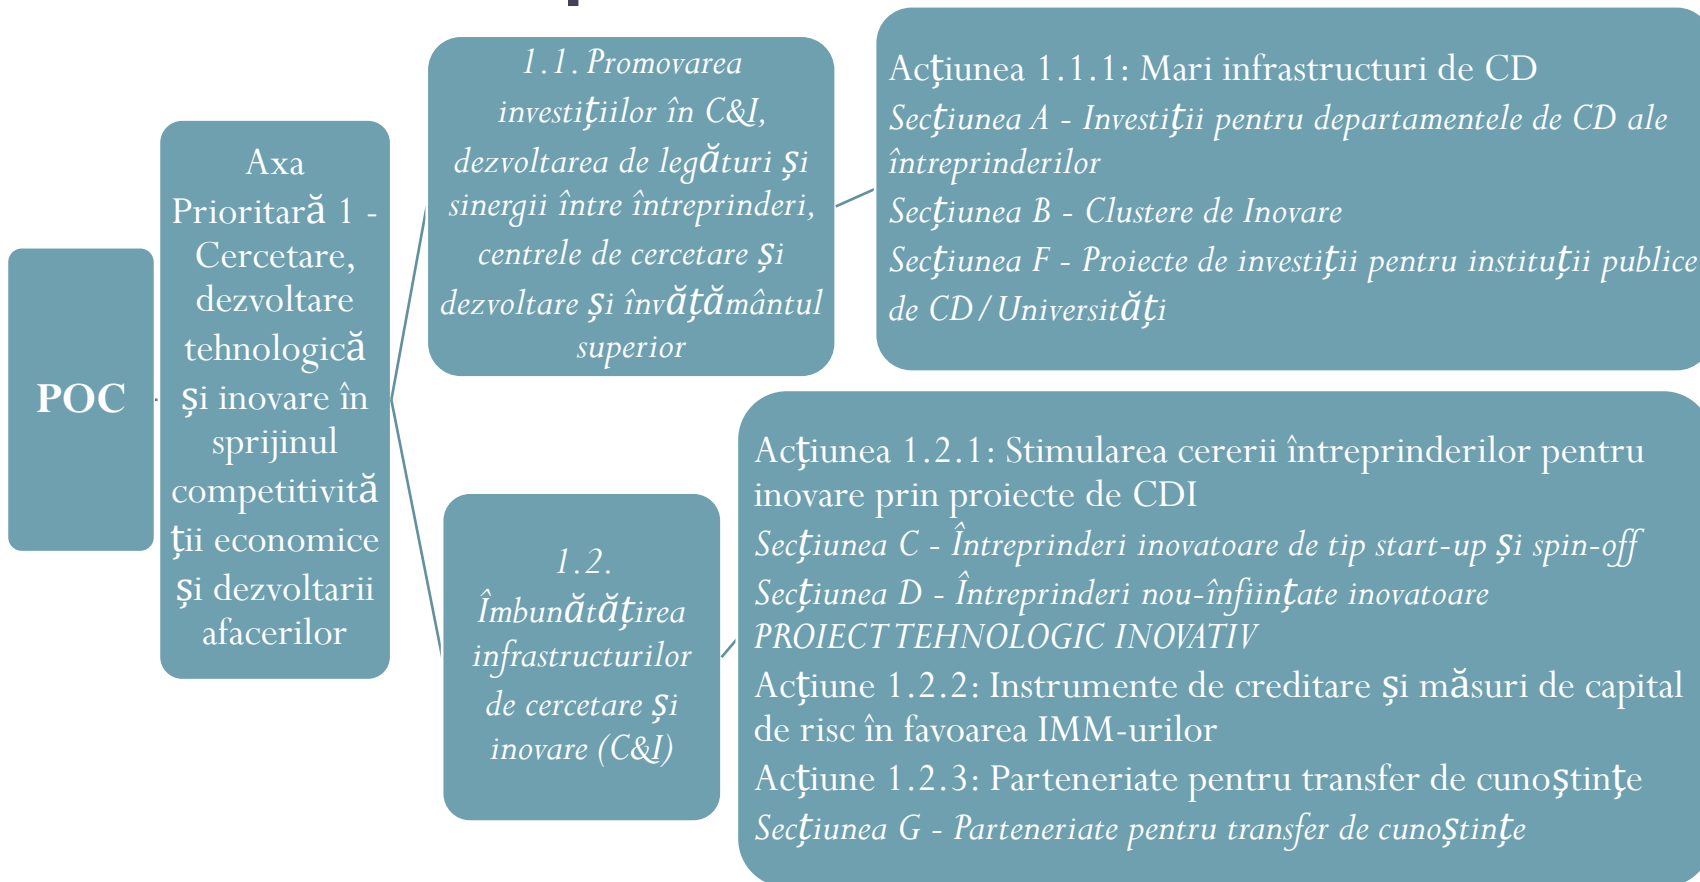 POC
Axa
Prioritară 1 -
Cercetare,
dezvoltare
tehnologică
și inovare în
sprijinul
competitivită
ții economice
și dezvoltarii
afacerilor
1.1. Promovarea
investițiilor în C&I,
dezvoltarea de legături și
sinergii între întreprinderi,
centrele de cercetare și
dezvoltare și învățământul
superior
Acțiunea 1.1.1: Mari infrastructuri de CD
Secțiunea A - Investiții pentru departamentele de CD ale
întreprinderilor
Secțiunea B - Clustere de Inovare
Secțiunea F - Proiecte de investiții pentru instituții publice
de CD/Universități
1.2.
Îmbunătățirea
infrastructurilor
de cercetare și
inovare (C&I)
Acțiunea 1.2.1: Stimularea cererii întreprinderilor pentru
inovare prin proiecte de CDI
Secțiunea C - Întreprinderi inovatoare de tip start-up și spin-off
Secțiunea D - Întreprinderi nou-înființate inovatoare
PROIECT TEHNOLOGIC INOVATIV
Acțiune 1.2.2: Instrumente de creditare și măsuri de capital
de risc în favoarea IMM-urilor
Acțiune 1.2.3: Parteneriate pentru transfer de cunoștințe
Secțiunea G - Parteneriate pentru transfer de cunoștințe